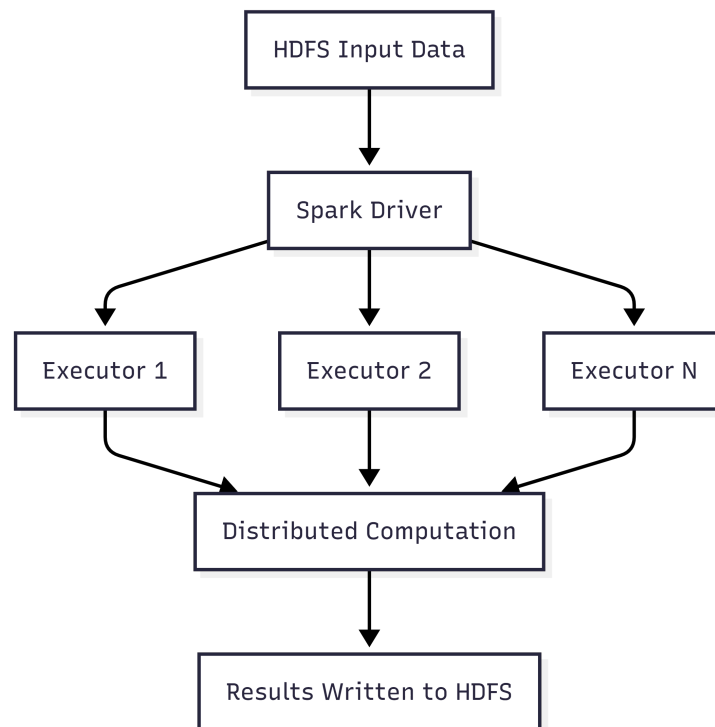 HDFS Input Data
Spark Driver
Executor 1
Executor 2
Executor N
Distributed Computation
Results Written to HDFS